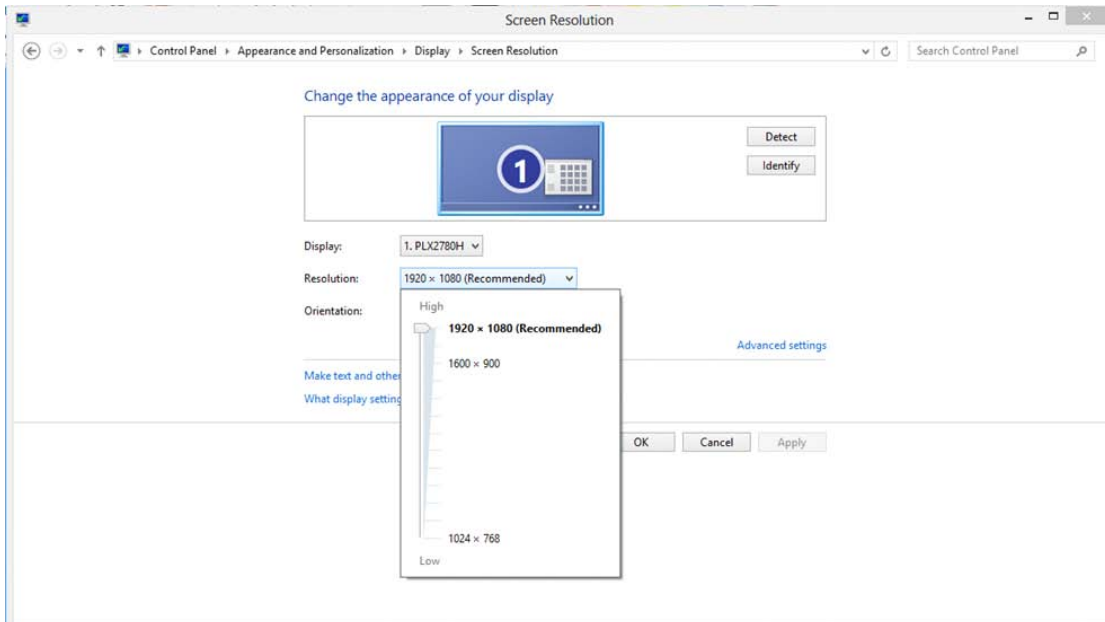 Screen Resolution
Control Panel Appearance and Personalization Display Screen Resolution
Search Control Panel
Change the appearance of your display
1
Detect
Identify
Display: 1. PLX2780H
Resolution: 1920 × 1080 (Recommended)
Orientation:
High
1920 × 1080 (Recommended)
1600 × 900
1024 × 768
Low
Advanced settings
Make text and other
What display setting
OK Cancel Apply